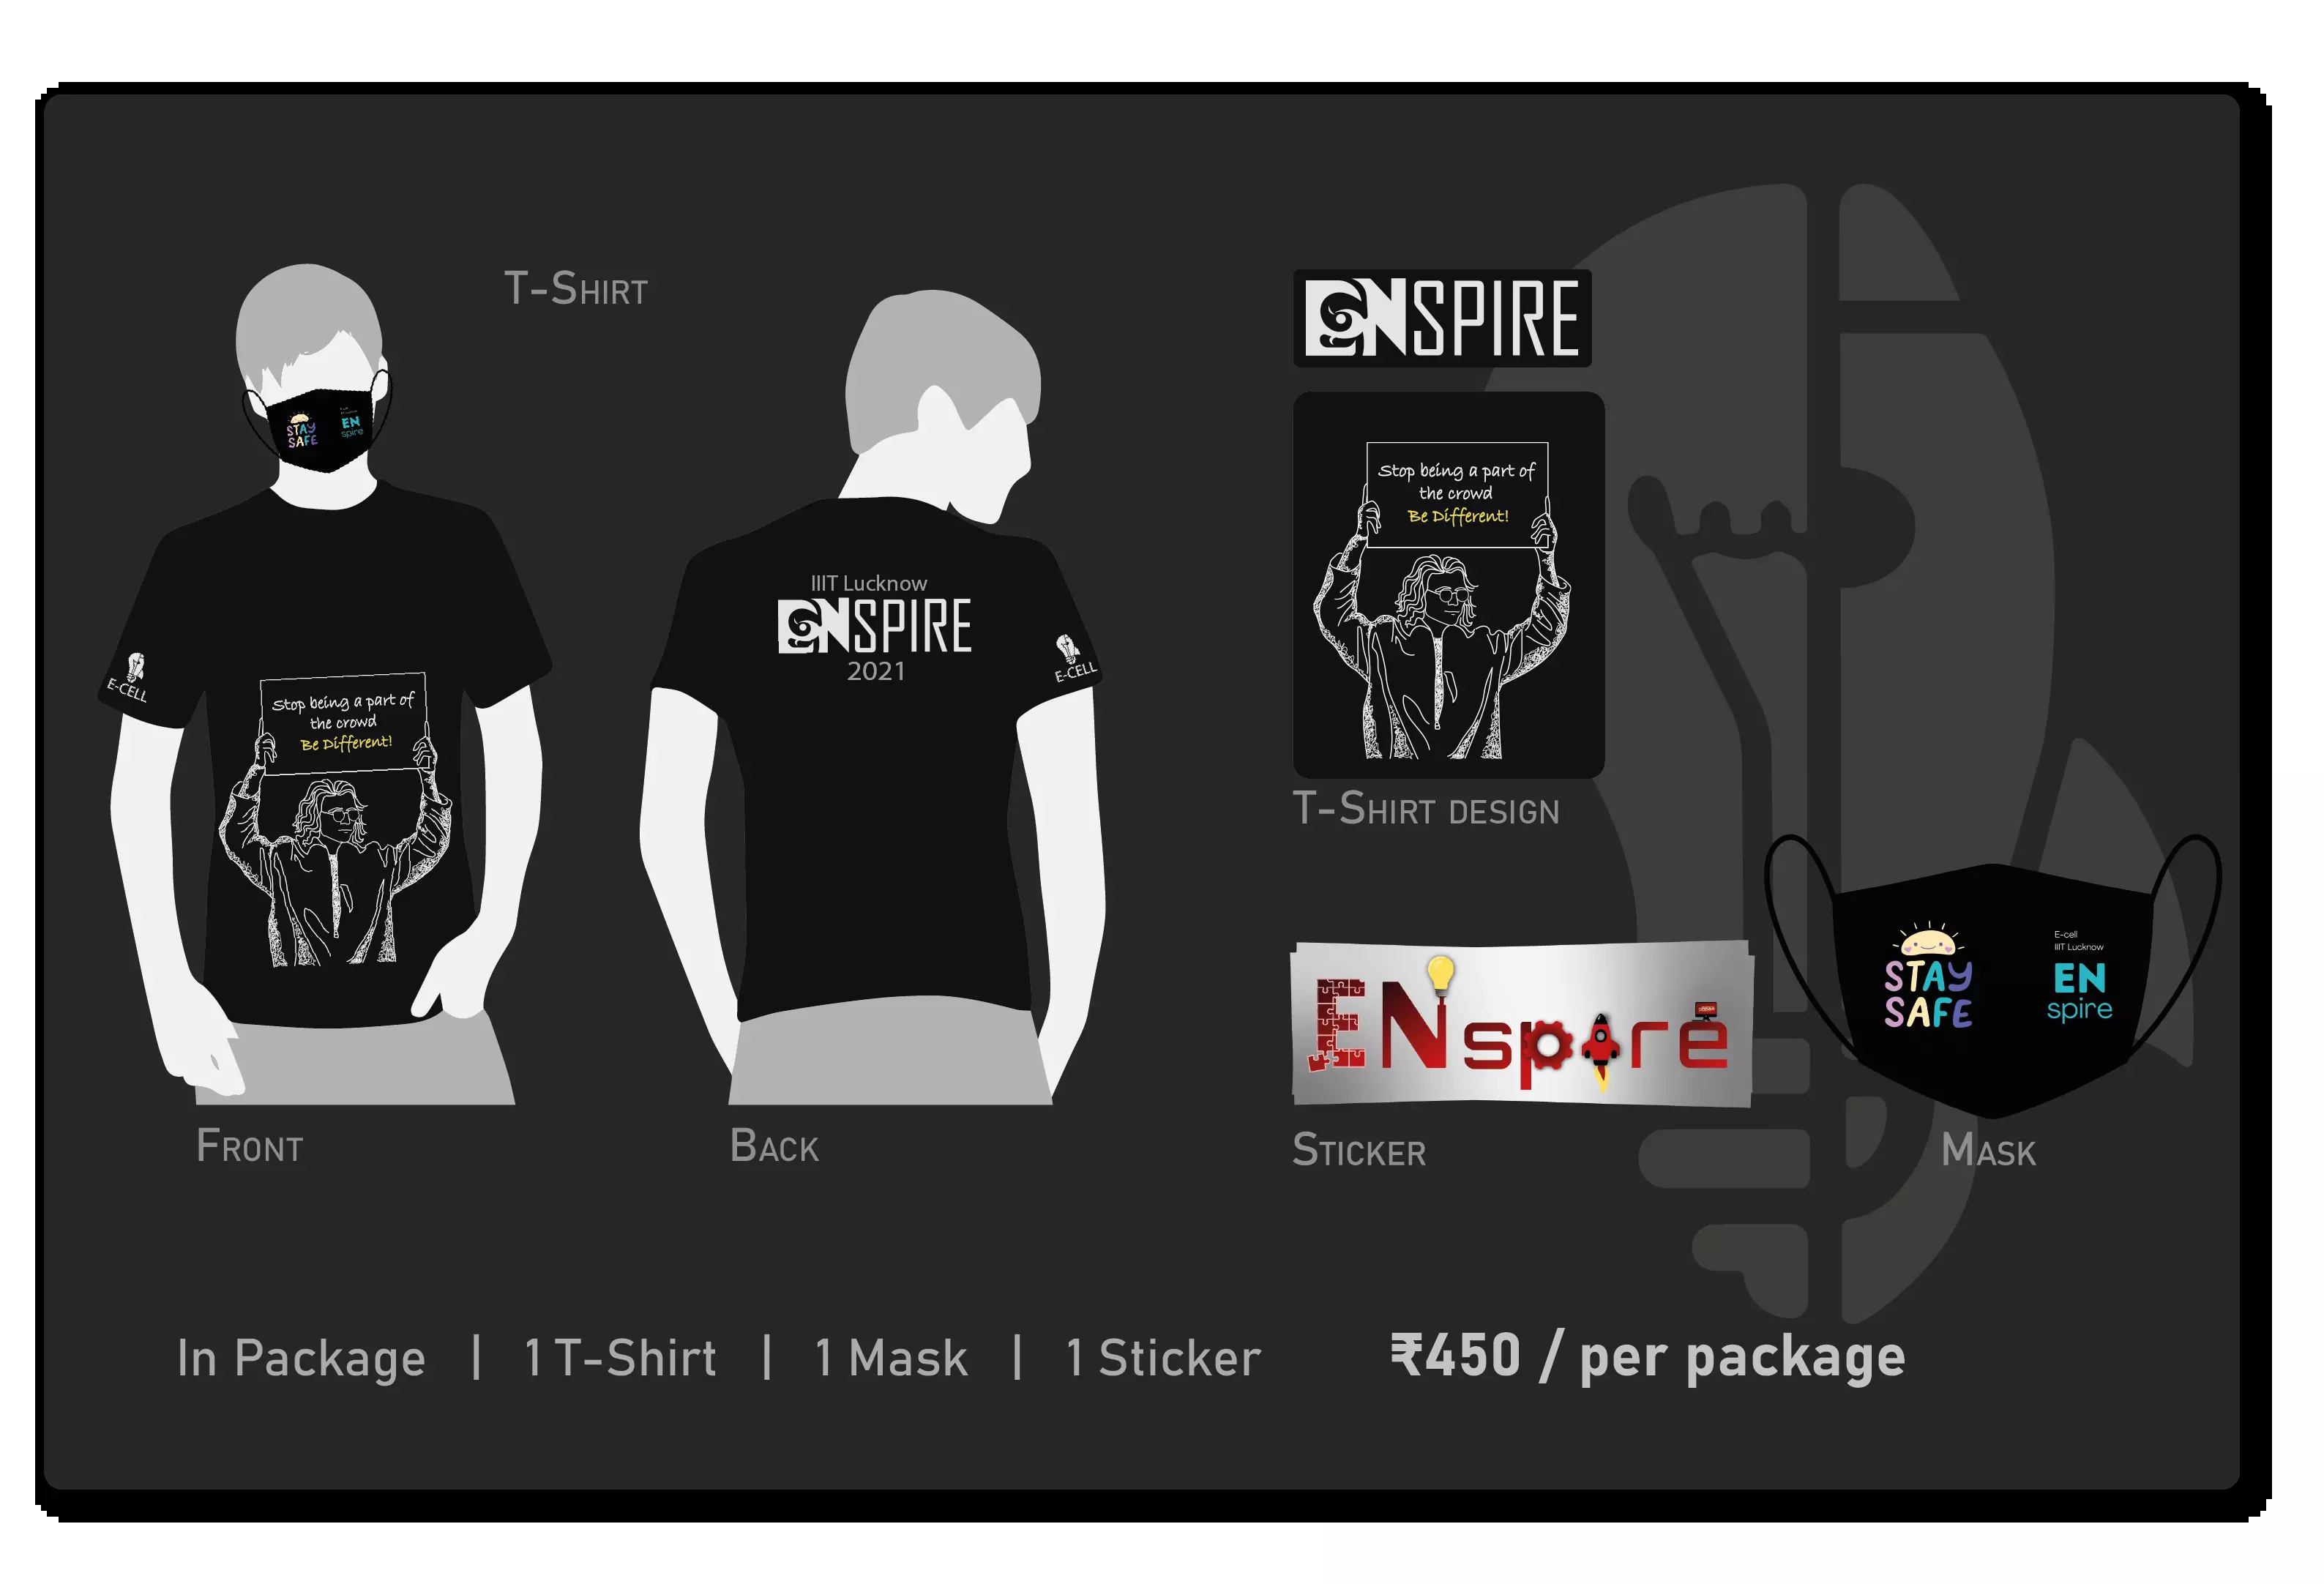 T-Shirt
STAY
SAFE
EN
spire
E-CELL
Stop being a part of
the crowd
Be Different!
Front
IIIT Lucknow
ENSPIRE
2021
E-CELL
Back
ENSPIRE
Stop being a part of
the crowd
Be Different!
T-Shirt design
ENspire
Sticker
STAY
SAFE
E-cell
IIIT Lucknow
EN
spire
Mask
In Package | 1 T-Shirt | 1 Mask | 1 Sticker
₹450 / per package